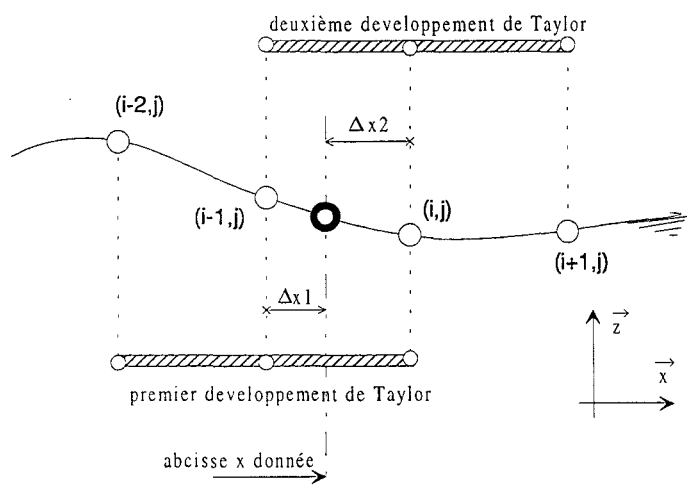 deuxième developpement de Taylor
(i-2,j)
Δx2
(i-1,j)
(i,j)
(i+1,j)
Δx1
z
x
premier developpement de Taylor
abcisse x donnée